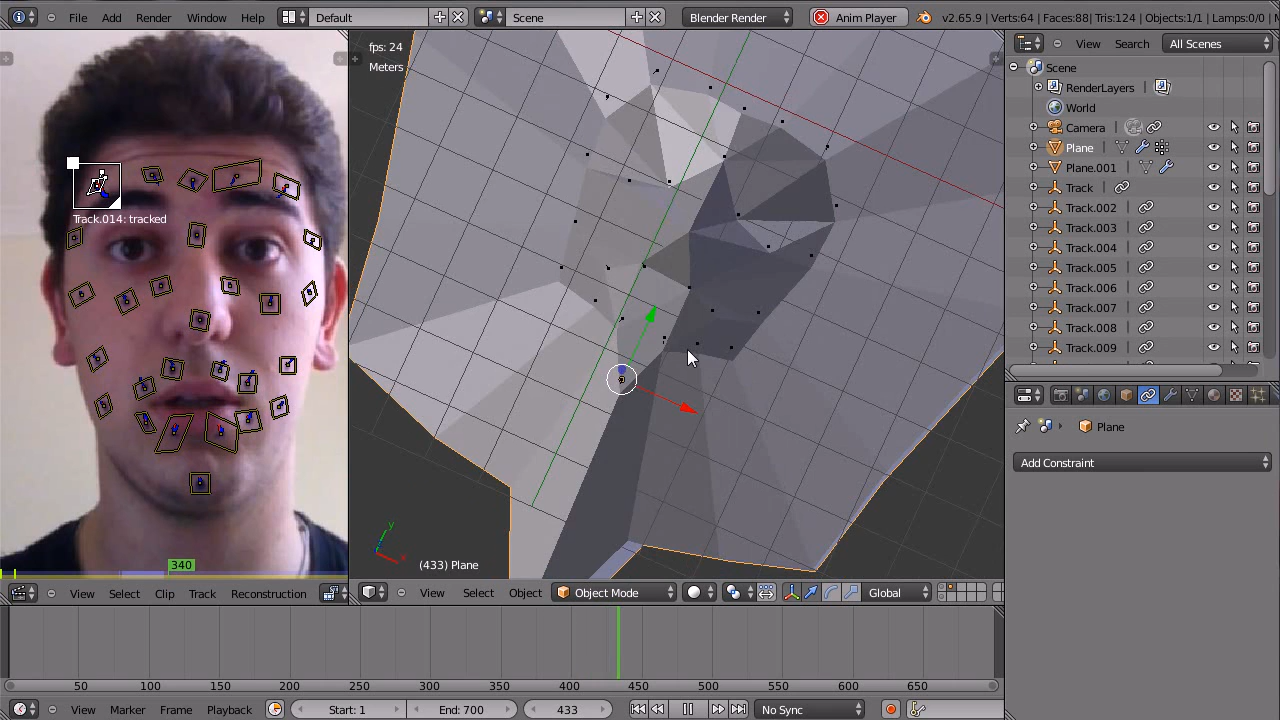 File Add Render Window Help Default Scene Blender Render Anim Player v2.65.9 | Verts:64 | Faces:88 | Tris:124 | Objects:1/1 | Lamps:0/0 |
fps: 24
Meters
Track.014: tracked
340
(433) Plane
y
x
View Select Clip Track Reconstruction
View Select Object Object Mode Global
View Search All Scenes
Scene
RenderLayers
World
Camera
Plane
Plane.001
Track
Track.002
Track.003
Track.004
Track.005
Track.006
Track.007
Track.008
Track.009
Plane
Add Constraint
50 100 150 200 250 300 350 400 450 500 550 600 650
View Marker Frame Playback Start: 1 End: 700 433 No Sync